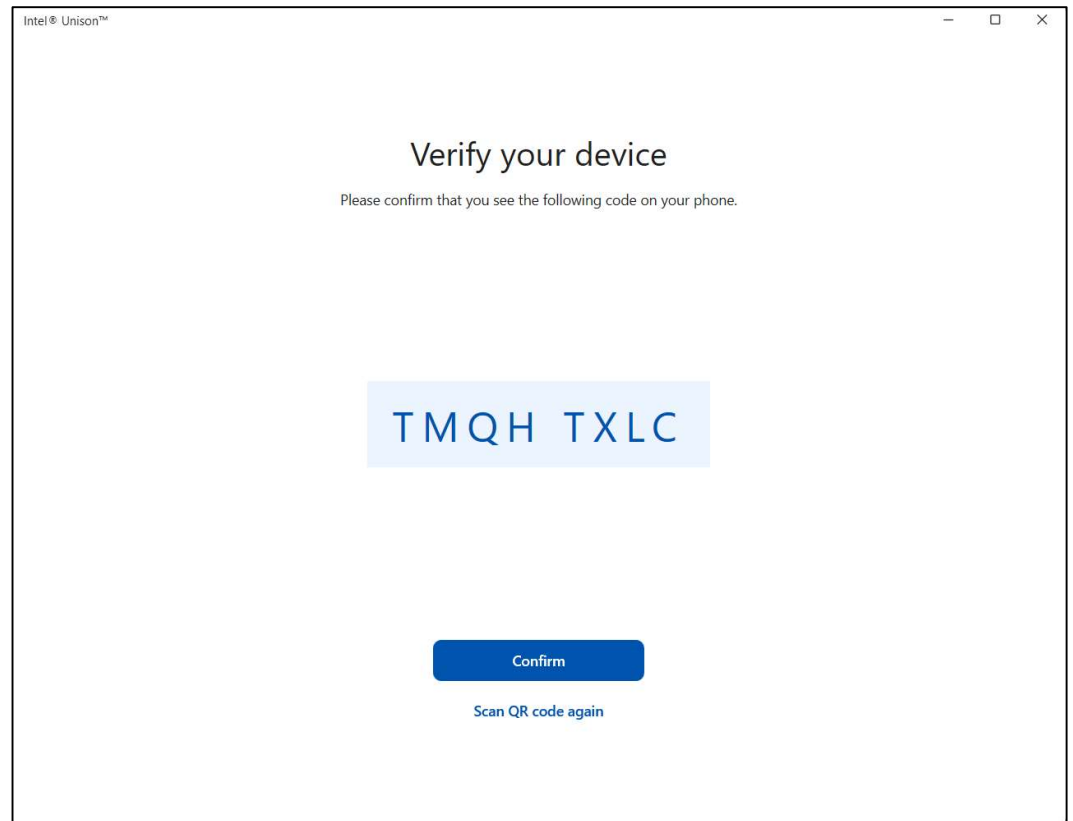 Intel® Unison™
Verify your device
Please confirm that you see the following code on your phone.
TMQH TXLC
Confirm
Scan QR code again